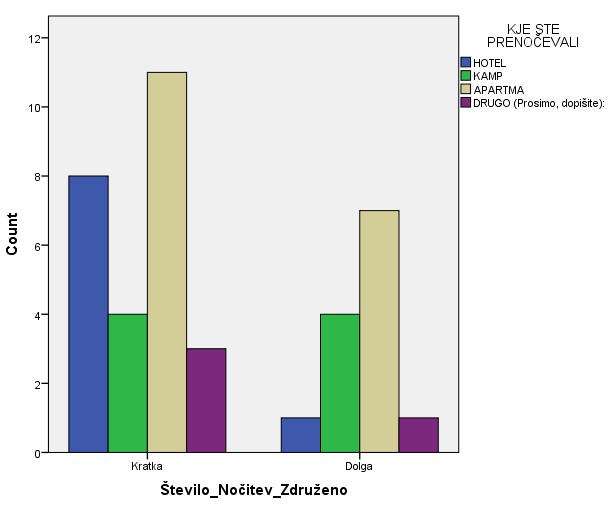 KJE STE
PRENOČEVALI
HOTEL
KAMP
APARTMA
DRUGO (Prosimo, dopišite):
12
10
8
6
4
2
0
Count
Kratka
Dolga
Število_Nočitev_Združeno